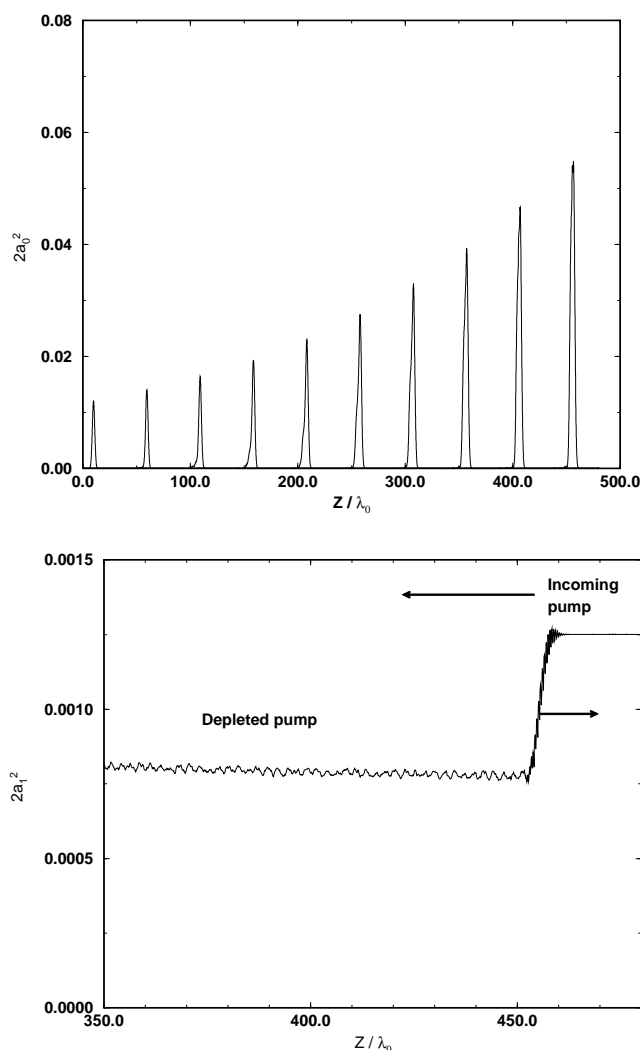 0.08
0.06
0.04
0.02
0.00
2a₀²
0.0 100.0 200.0 300.0 400.0 500.0
Z / λ₀
0.0015
0.0010
0.0005
0.0000
2a₁²
Incoming
pump
Depleted pump
350.0 400.0 450.0
Z / λ₀